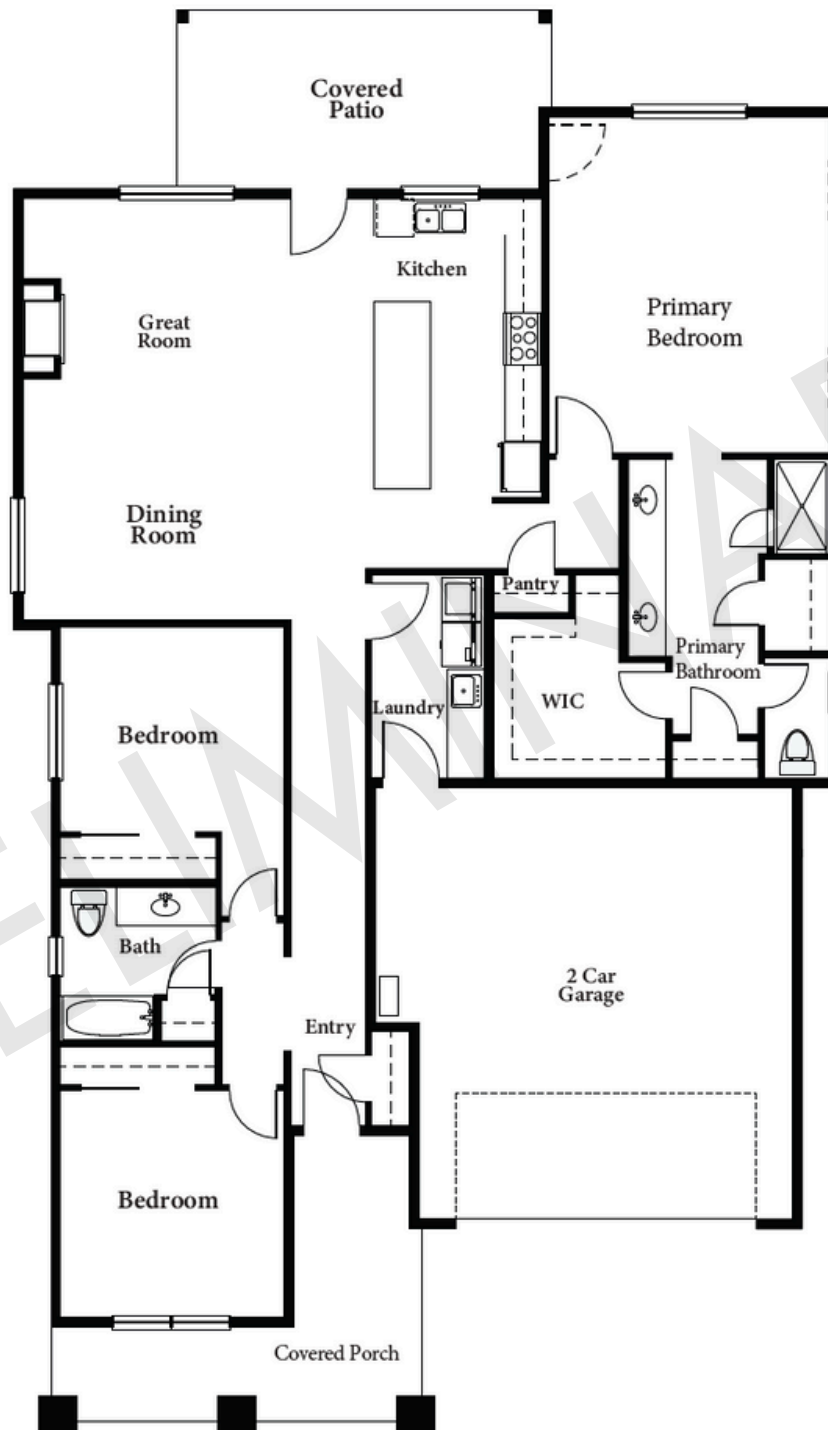 Covered
Patio
Kitchen
Great
Room
Primary
Bedroom
Dining
Room
Pantry
Primary
Bathroom
WIC
Laundry
Bedroom
Bath
2 Car
Garage
Entry
Bedroom
Covered Porch
ELIMINA